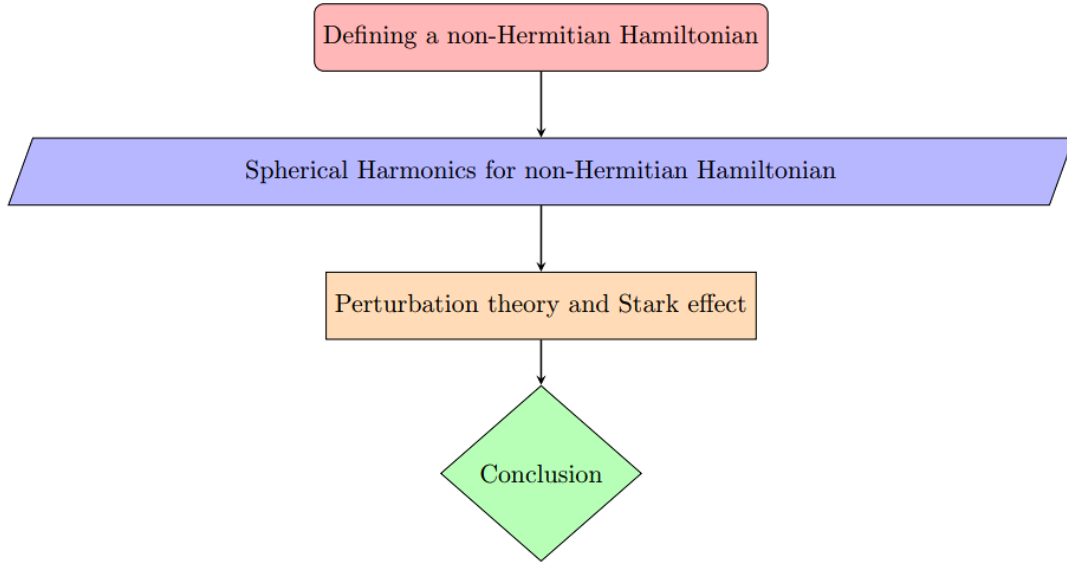 Defining a non-Hermitian Hamiltonian
Spherical Harmonics for non-Hermitian Hamiltonian
Perturbation theory and Stark effect
Conclusion